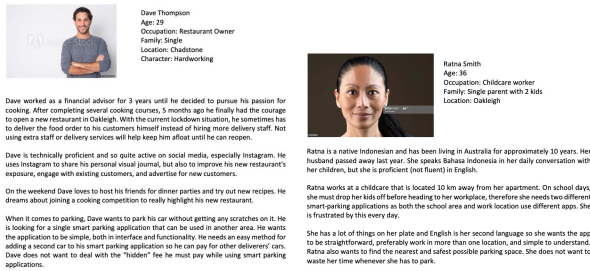 Dave Thompson
Age: 29
Occupation: Restaurant Owner
Family: Single
Location: Chadstone
Character: Hardworking
Dave worked as a financial advisor for 3 years until he decided to pursue his passion for
cooking. After completing several cooking courses, 5 months ago he finally had the courage
to open a new restaurant in Oakleigh. With the current lockdown situation, he sometimes has
to deliver the food order to his customers himself instead of hiring more delivery staff. Not
using extra staff or delivery services will help keep him afloat until he can reopen.
Dave is technically proficient and so quite active on social media, especially Instagram. He
uses Instagram to share his personal visual journal, but also to improve his new restaurant's
exposure, engage with existing customers, and advertise for new customers.
On the weekend Dave loves to host his friends for dinner parties and try out new recipes. He
dreams about joining a cooking competition to really highlight his new restaurant.
When it comes to parking, Dave wants to park his car without getting any scratches on it. He
is looking for a single smart parking application that can be used in another area. He wants
the application to be simple, both in interface and functionality. He needs an easy method for
adding a second car to his smart parking application so he can pay for other deliverers' cars.
Dave does not want to deal with the "hidden" fee he must pay while using smart parking
applications.
Ratna Smith
Age: 36
Occupation: Childcare worker
Family: Single parent with 2 kids
Location: Oakleigh
Ratna is a native Indonesian and has been living in Australia for approximately 10 years. Her
husband passed away last year. She speaks Bahasa Indonesia in her daily conversation with
her children, but she is proficient (not fluent) in English.
Ratna works at a childcare that is located 10 km away from her apartment. On school days,
she must drop her kids off before heading to her workplace, therefore she needs two different
smart-parking applications as both the school area and work location use different apps. She
is frustrated by this every day.
She has a lot of things on her plate and English is her second language so she wants the app
to be straightforward, preferably work in more than one location, and simple to understand.
Ratna also wants to find the nearest and safest possible parking space. She does not want to
waste her time whenever she has to park.